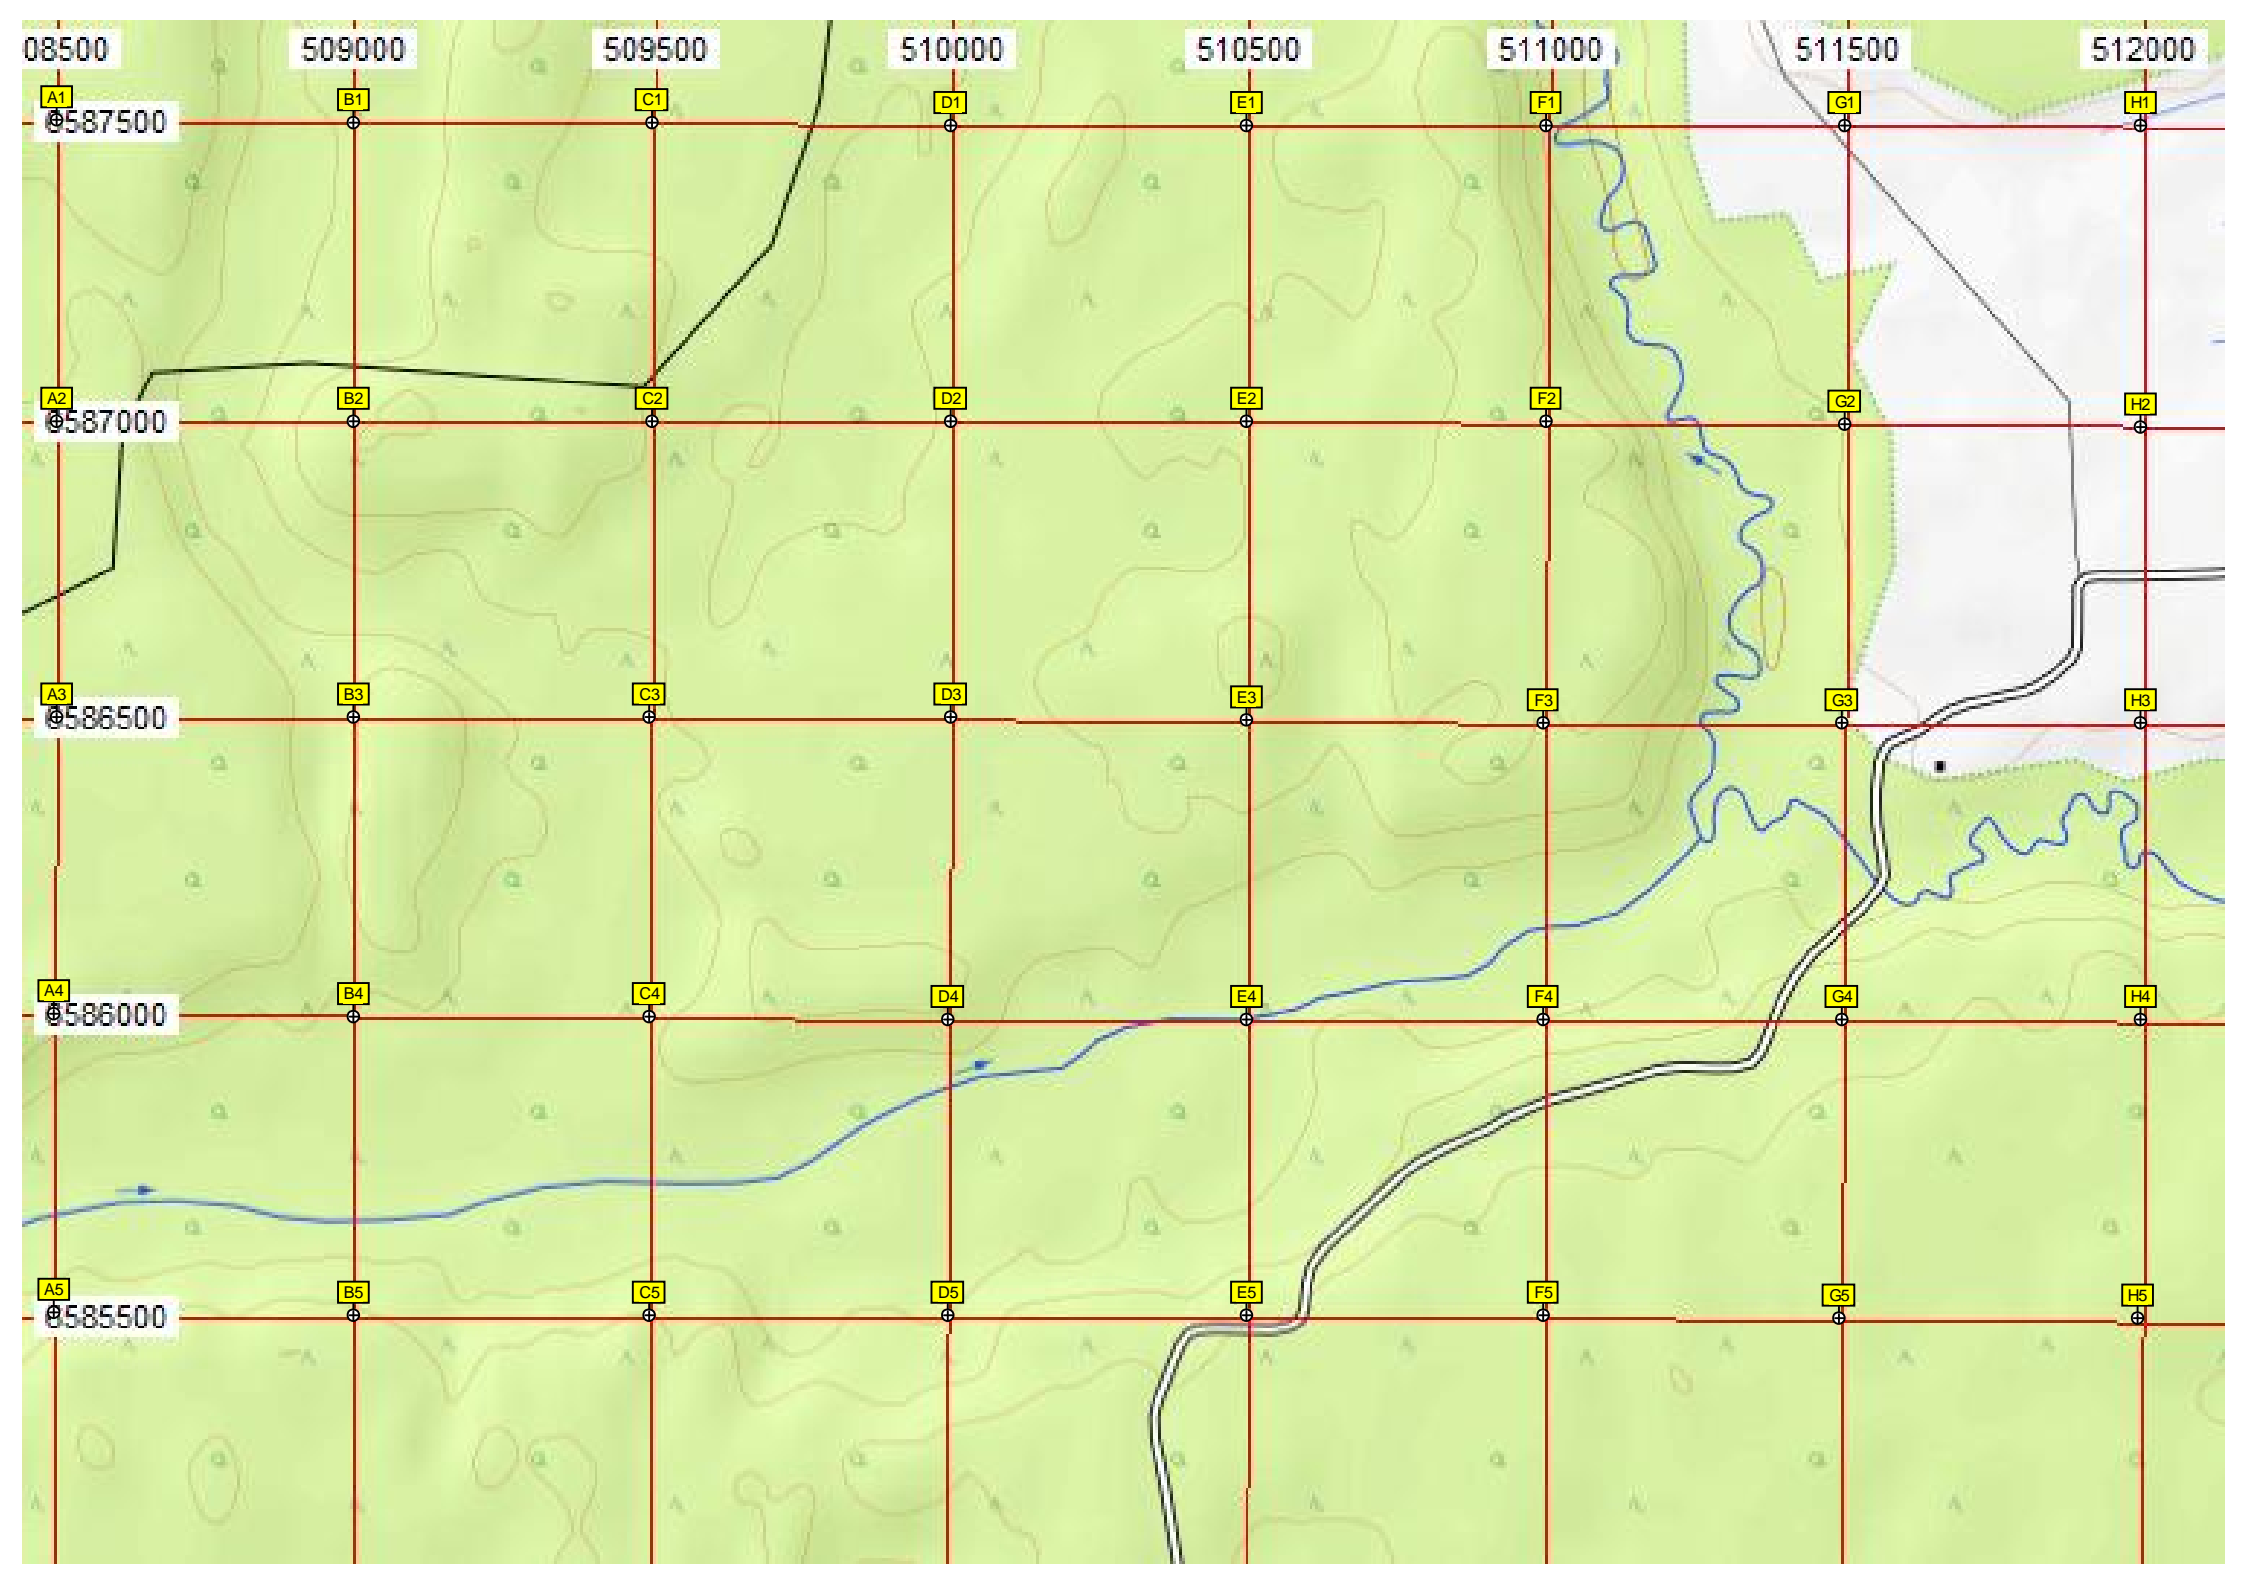 08500 509000 509500 510000 510500 511000 511500 512000
A1 B1 C1 D1 E1 F1 G1 H1
6587500
A2 B2 C2 D2 E2 F2 G2 H2
6587000
A3 B3 C3 D3 E3 F3 G3 H3
6586500
A4 B4 C4 D4 E4 F4 G4 H4
6586000
A5 B5 C5 D5 E5 F5 G5 H5
6585500